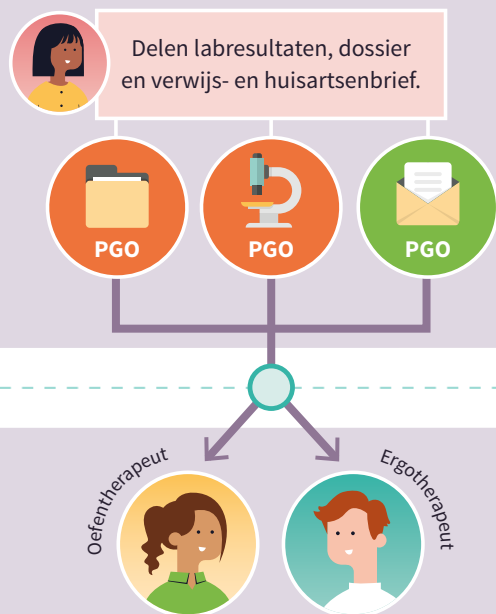 Delen labresultaten, dossier
en verwijs- en huisartsenbrief.
PGO
PGO
PGO
Oefentherapeut
Ergotherapeut